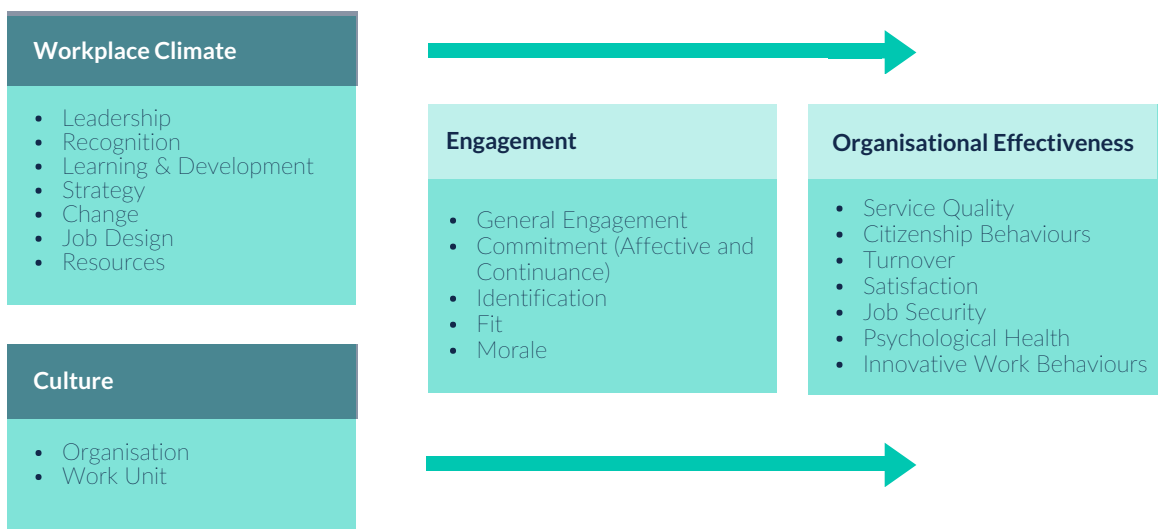 Workplace Climate
• Leadership
• Recognition
• Learning & Development
• Strategy
• Change
• Job Design
• Resources
Culture
• Organisation
• Work Unit
Engagement
• General Engagement
• Commitment (Affective and
Continuance)
• Identification
• Fit
• Morale
Organisational Effectiveness
• Service Quality
• Citizenship Behaviours
• Turnover
• Satisfaction
• Job Security
• Psychological Health
• Innovative Work Behaviours